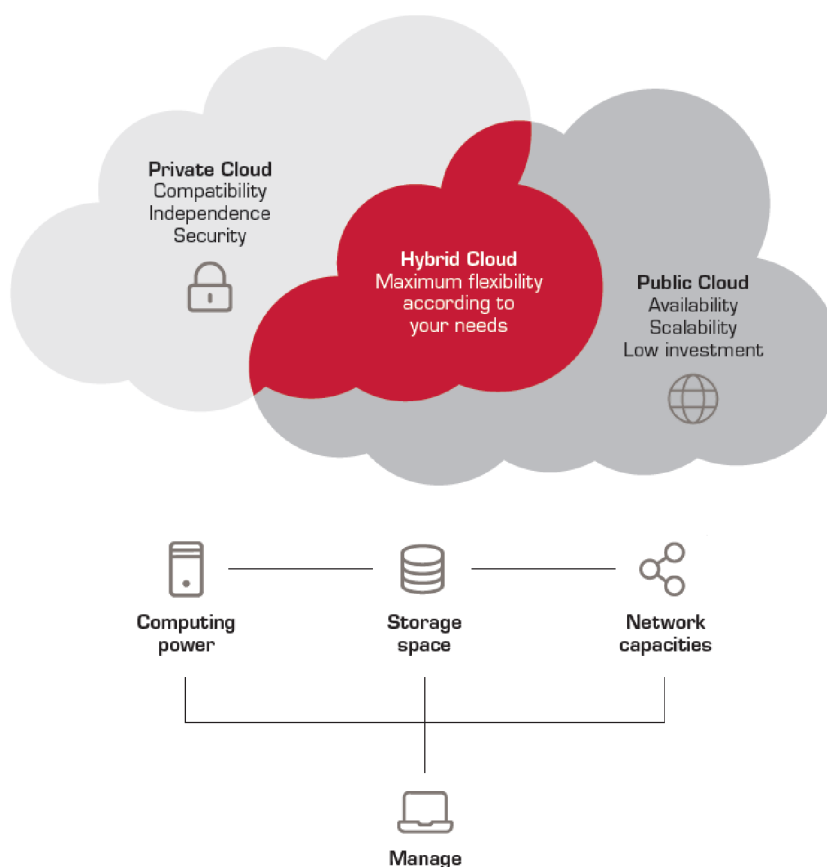 Private Cloud
Compatibility
Independence
Security
Hybrid Cloud
Maximum flexibility
according to
your needs
Public Cloud
Availability
Scalability
Low investment
Computing
power
Storage
space
Network
capacities
Manage